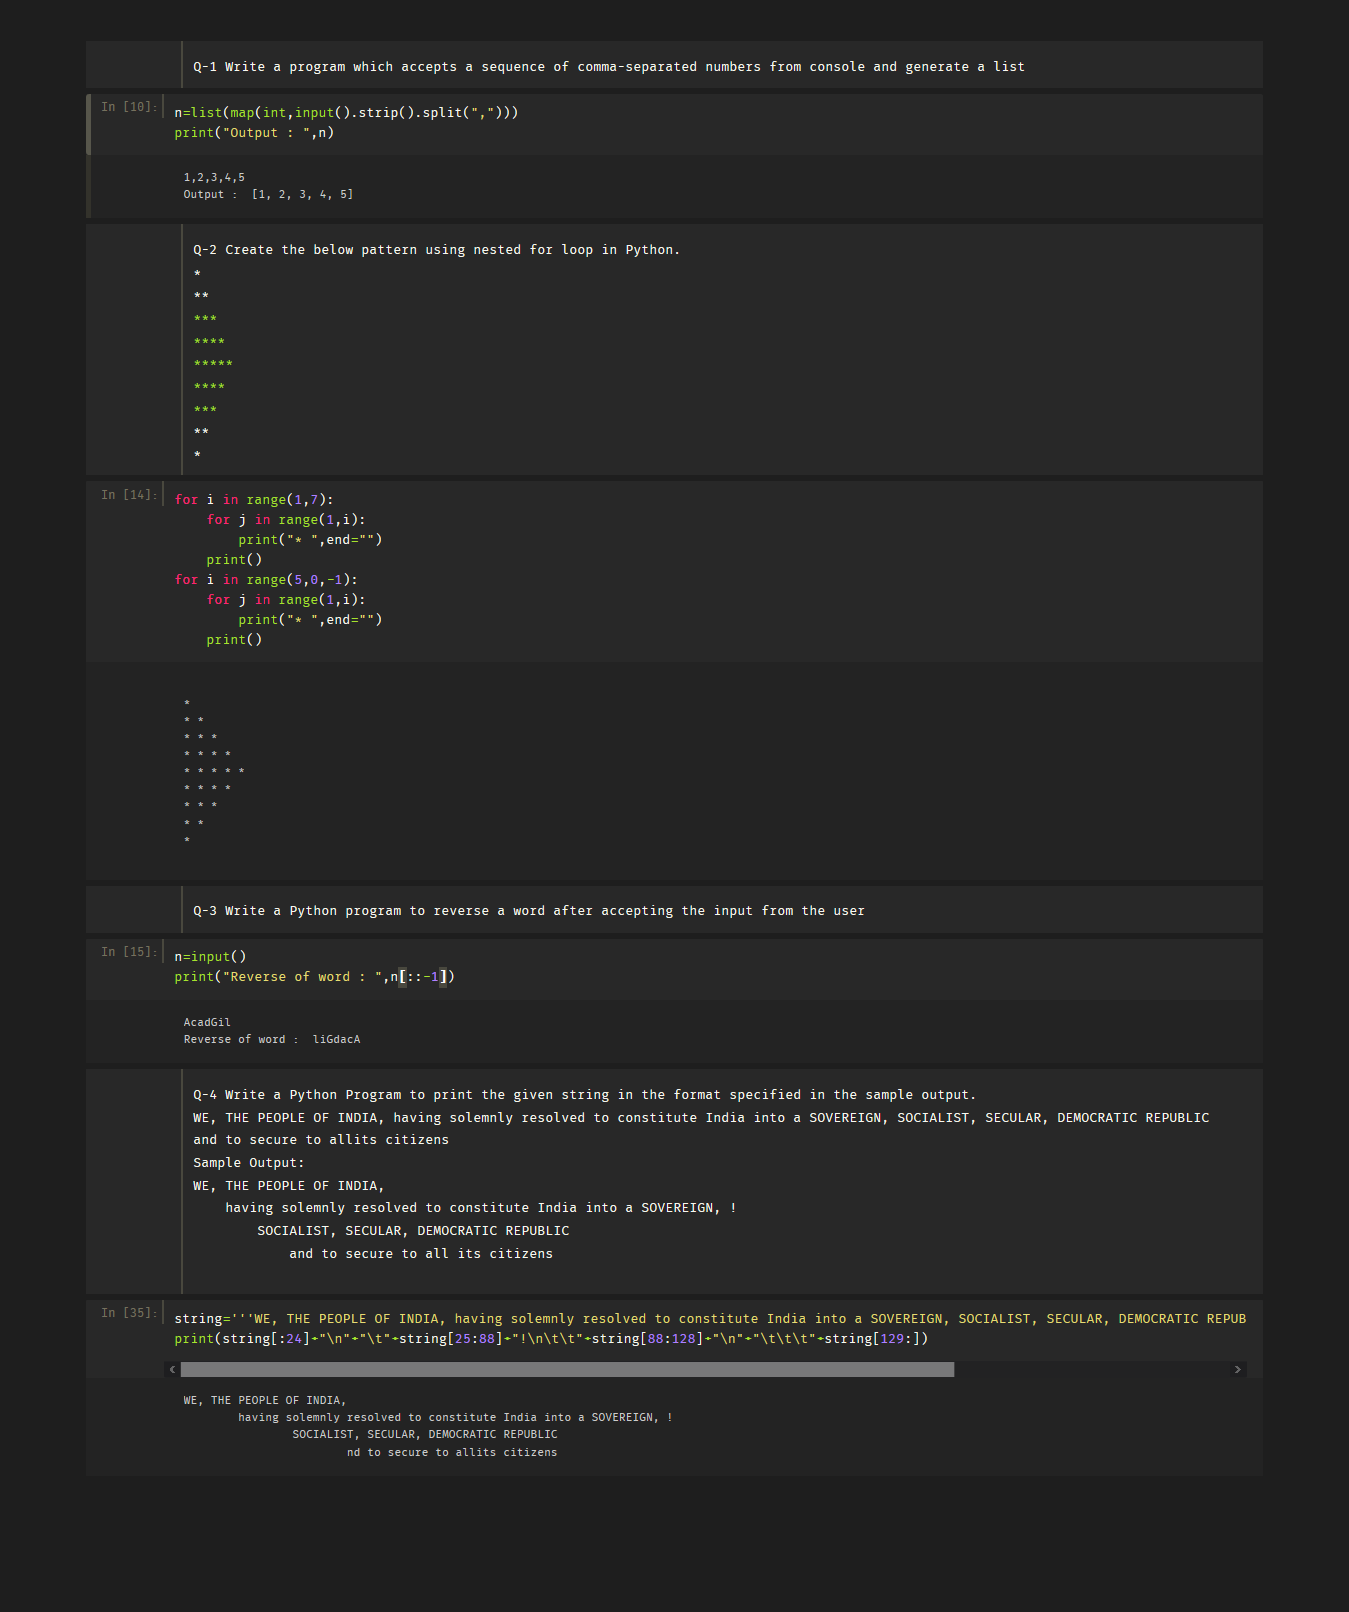 Q-1 Write a program which accepts a sequence of comma-separated numbers from console and generate a list
In [10]:
n=list(map(int,input().strip().split(",")))
print("Output : ",n)
1,2,3,4,5
Output :  [1, 2, 3, 4, 5]
Q-2 Create the below pattern using nested for loop in Python.
*
**
***
****
*****
****
***
**
*
In [14]:
for i in range(1,7):
    for j in range(1,i):
        print("* ",end="")
    print()
for i in range(5,0,-1):
    for j in range(1,i):
        print("* ",end="")
    print()
*
* *
* * *
* * * *
* * * * *
* * * *
* * *
* *
*
Q-3 Write a Python program to reverse a word after accepting the input from the user
In [15]:
n=input()
print("Reverse of word : ",n[::-1])
AcadGil
Reverse of word :  liGdacA
Q-4 Write a Python Program to print the given string in the format specified in the sample output.
WE, THE PEOPLE OF INDIA, having solemnly resolved to constitute India into a SOVEREIGN, SOCIALIST, SECULAR, DEMOCRATIC REPUBLIC
and to secure to allits citizens
Sample Output:
WE, THE PEOPLE OF INDIA,
    having solemnly resolved to constitute India into a SOVEREIGN, !
        SOCIALIST, SECULAR, DEMOCRATIC REPUBLIC
            and to secure to all its citizens
In [35]:
string='''WE, THE PEOPLE OF INDIA, having solemnly resolved to constitute India into a SOVEREIGN, SOCIALIST, SECULAR, DEMOCRATIC REPUB
print(string[:24]+"\n"+"\t"+string[25:88]+"!\n\t\t"+string[88:128]+"\n"+"\t\t\t"+string[129:])
WE, THE PEOPLE OF INDIA,
        having solemnly resolved to constitute India into a SOVEREIGN, !
                SOCIALIST, SECULAR, DEMOCRATIC REPUBLIC
                        nd to secure to allits citizens